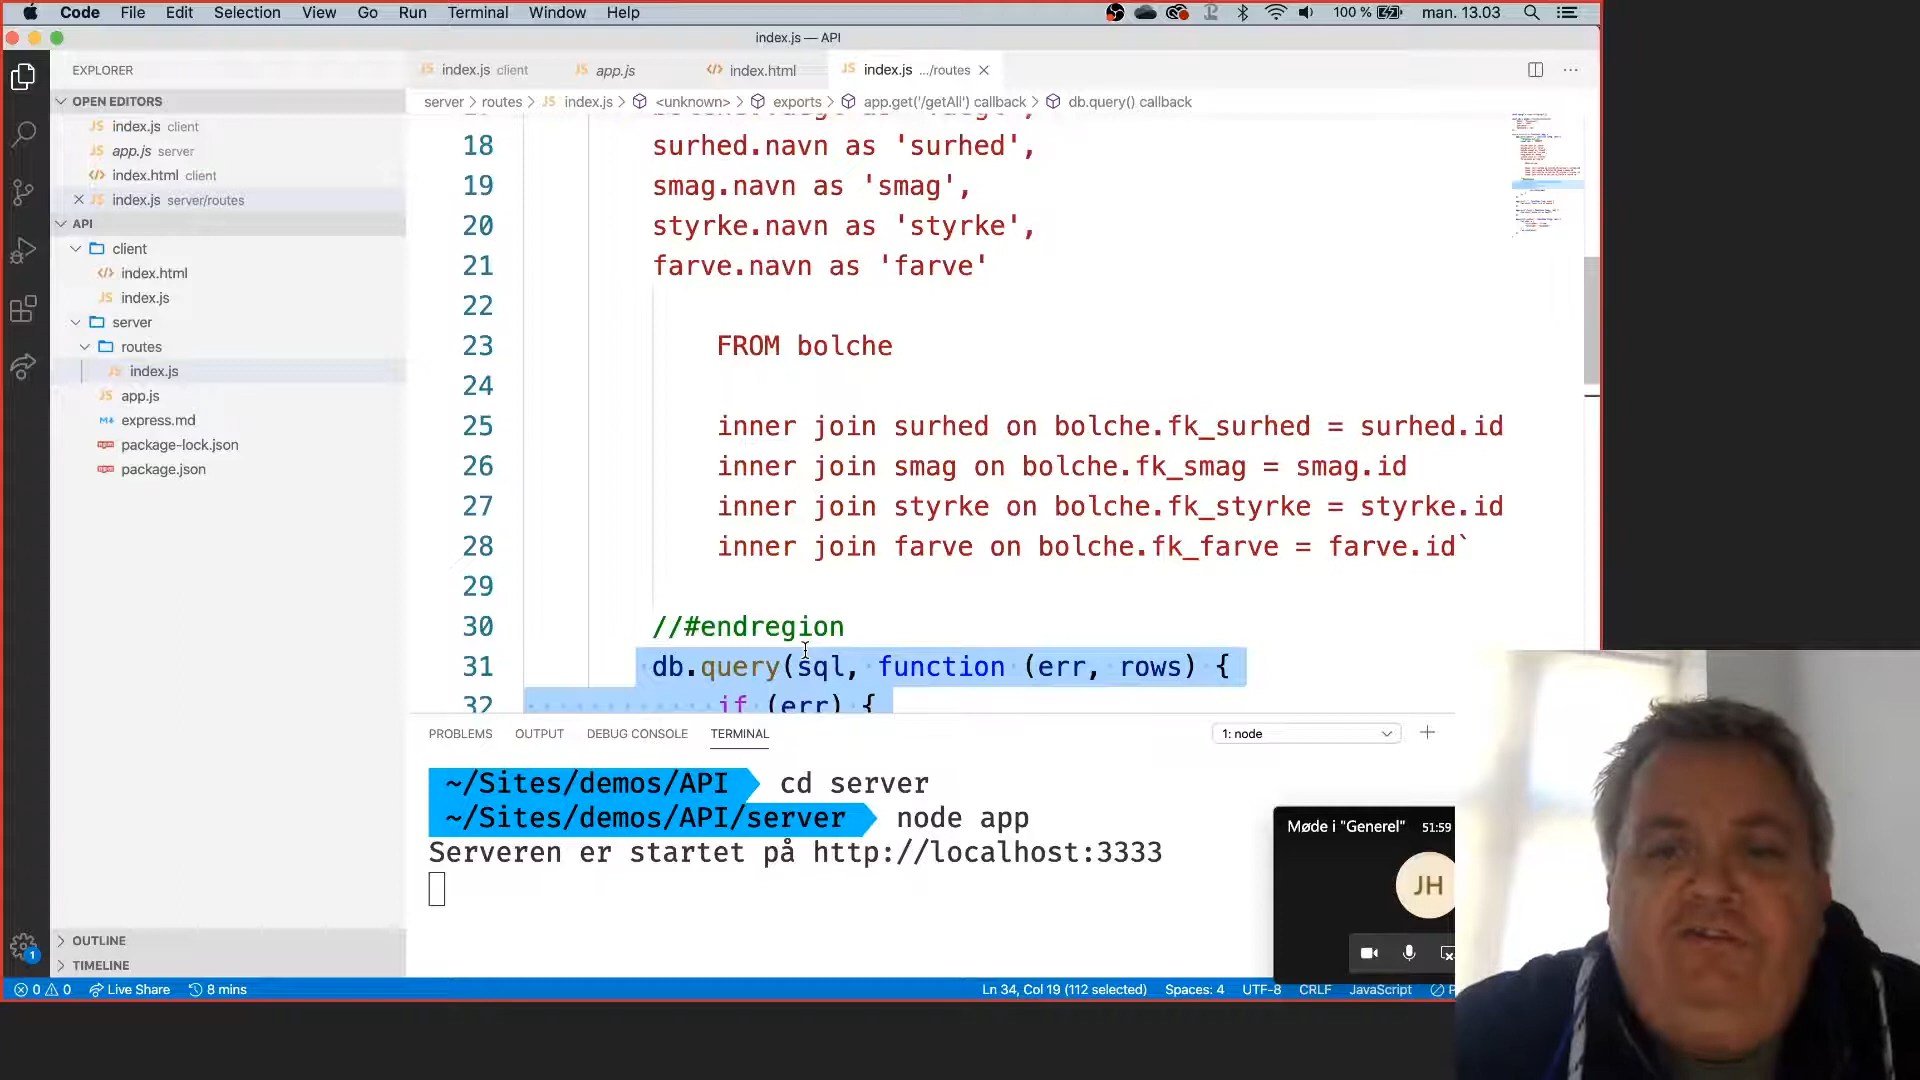 Code File Edit Selection View Go Run Terminal Window Help 100 % man. 13.03
index.js — API
EXPLORER
index.js client app.js index.html index.js .../routes
server > routes > index.js > <unknown> > exports > app.get('/getAll') callback > db.query() callback
OPEN EDITORS
index.js client
app.js server
index.html client
index.js server/routes
API
client
index.html
index.js
server
routes
index.js
app.js
express.md
package-lock.json
package.json
OUTLINE
TIMELINE
18 surhed.navn as 'surhed',
19 smag.navn as 'smag',
20 styrke.navn as 'styrke',
21 farve.navn as 'farve'
22
23 FROM bolche
24
25 inner join surhed on bolche.fk_surhed = surhed.id
26 inner join smag on bolche.fk_smag = smag.id
27 inner join styrke on bolche.fk_styrke = styrke.id
28 inner join farve on bolche.fk_farve = farve.id`
29
30 //#endregion
31 db.query(sql, function (err, rows) {
32 if (err) {
PROBLEMS OUTPUT DEBUG CONSOLE TERMINAL 1: node
~/Sites/demos/API cd server
~/Sites/demos/API/server node app
Serveren er startet på http://localhost:3333
Møde i "Generel" 51:59
JH
0 0 Live Share 8 mins Ln 34, Col 19 (112 selected) Spaces: 4 UTF-8 CRLF JavaScript
1